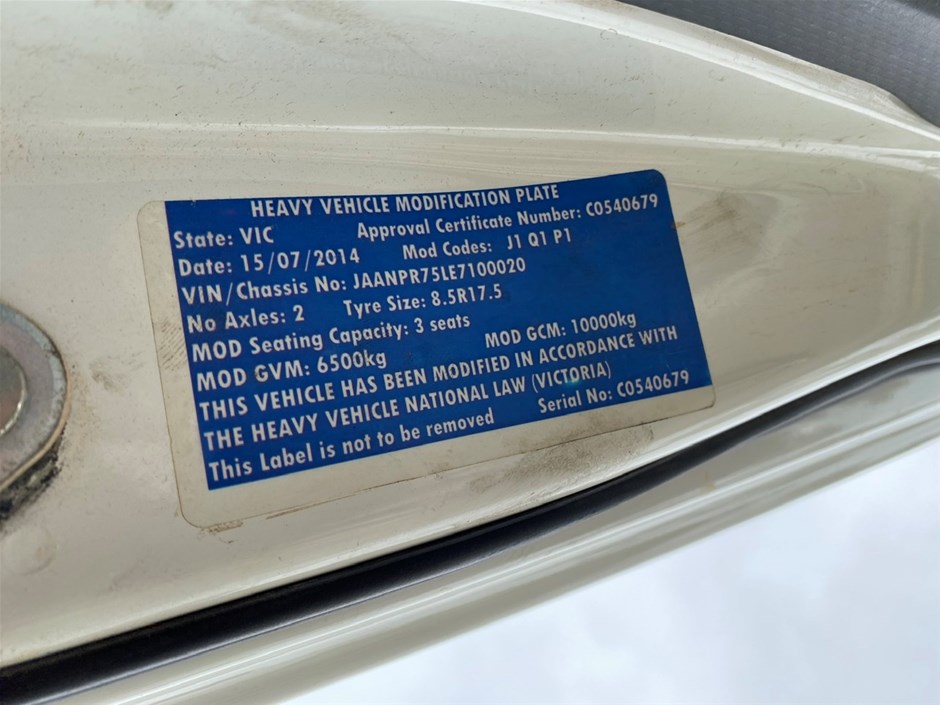 HEAVY VEHICLE MODIFICATION PLATE
State: VIC Approval Certificate Number: C0540679
Date: 15/07/2014 Mod Codes: J1 Q1 P1
VIN/Chassis No: JAANPR75LE7100020
No Axles: 2 Tyre Size: 8.5R17.5
MOD Seating Capacity: 3 seats
MOD GVM: 6500kg MOD GCM: 10000kg
THIS VEHICLE HAS BEEN MODIFIED IN ACCORDANCE WITH
THE HEAVY VEHICLE NATIONAL LAW (VICTORIA)
This Label is not to be removed Serial No: C0540679